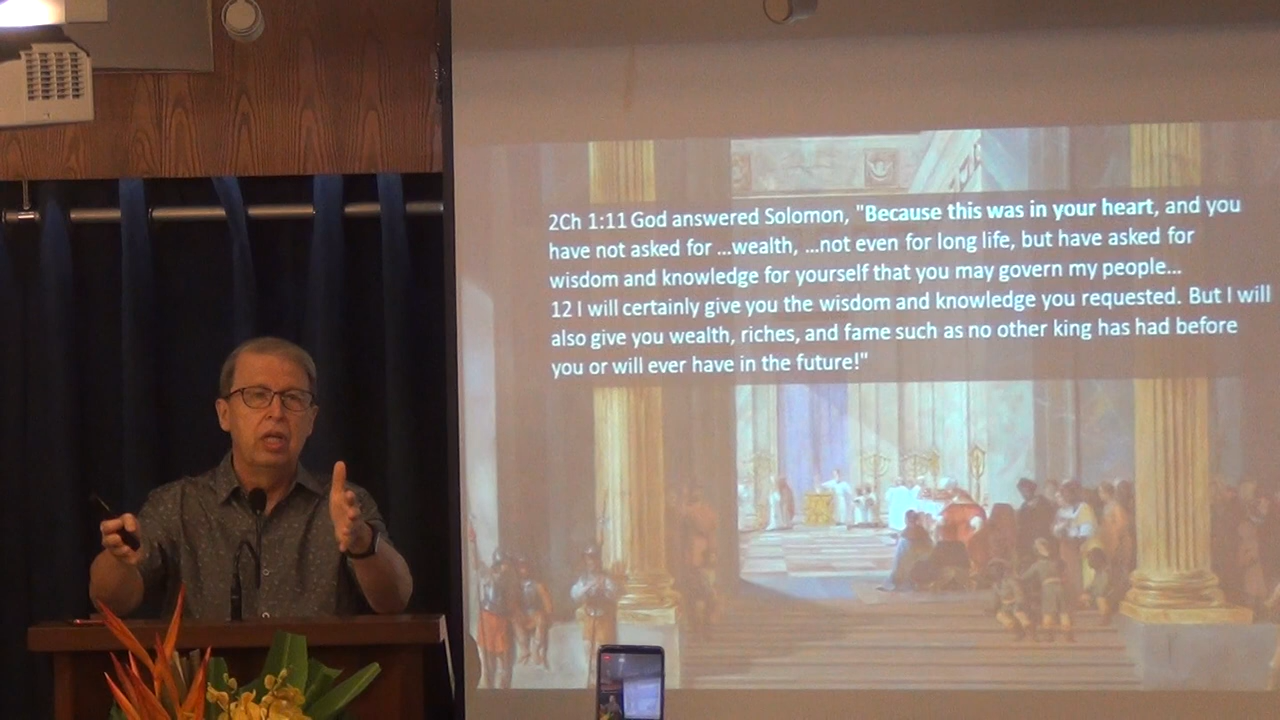 2Ch 1:11 God answered Solomon, "Because this was in your heart, and you
have not asked for ...wealth, ...not even for long life, but have asked for
wisdom and knowledge for yourself that you may govern my people...
12 I will certainly give you the wisdom and knowledge you requested. But I will
also give you wealth, riches, and fame such as no other king has had before
you or will ever have in the future!"